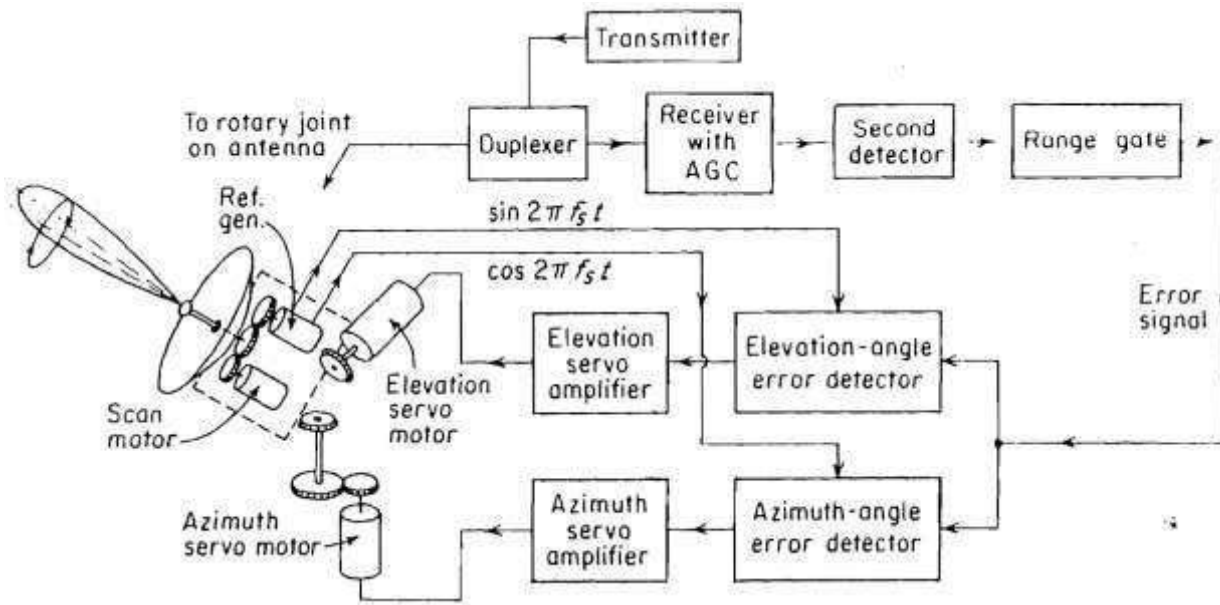 Transmitter
To rotary joint
on antenna
Duplexer
Receiver
with
AGC
Second
detector
Range gate
Ref.
gen.
sin 2π fₛ t
cos 2π fₛ t
Error
signal
Elevation
servo
amplifier
Elevation-angle
error detector
Elevation
servo
motor
Scan
motor
Azimuth
servo motor
Azimuth
servo
amplifier
Azimuth-angle
error detector